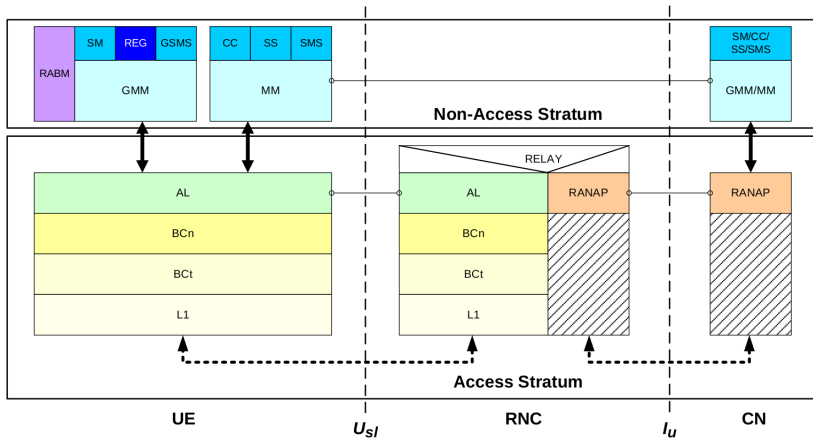 SM REG GSMS CC SS SMS SM/CC/
SS/SMS
RABM GMM MM GMM/MM
Non-Access Stratum
RELAY
AL AL RANAP RANAP
BCn BCn
BCt BCt
L1 L1
Access Stratum
UE Usl RNC Iu CN